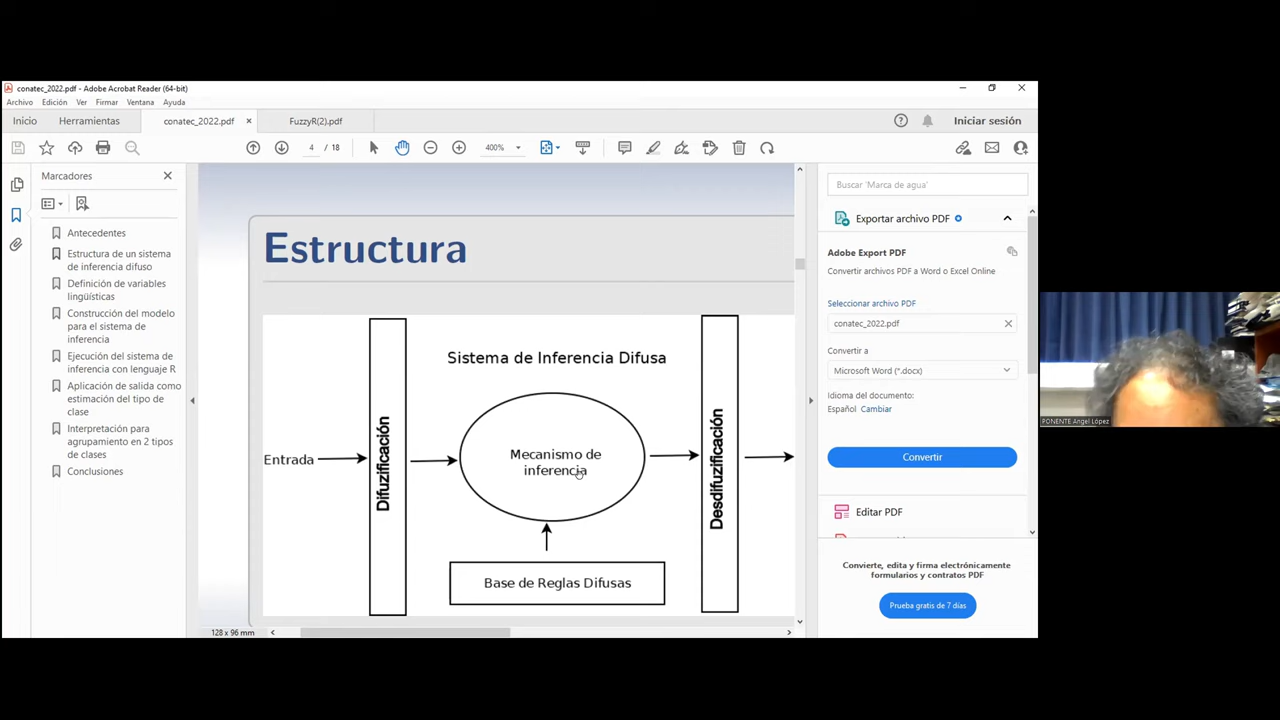 conatec_2022.pdf - Adobe Acrobat Reader (64-bit)
Archivo Edición Ver Firmar Ventana Ayuda
Inicio Herramientas conatec_2022.pdf × FuzzyR(2).pdf Iniciar sesión
4 / 18 400%
Marcadores
Antecedentes
Estructura de un sistema
de inferencia difuso
Definición de variables
lingüísticas
Construcción del modelo
para el sistema de
inferencia
Ejecución del sistema de
inferencia con lenguaje R
Aplicación de salida como
estimación del tipo de
clase
Interpretación para
agrupamiento en 2 tipos
de clases
Conclusiones
Estructura
Sistema de Inferencia Difusa
Entrada
Difuzificación
Mecanismo de
inferencia
Desdifuzificación
Base de Reglas Difusas
128 x 96 mm
Buscar 'Marca de agua'
Exportar archivo PDF
Adobe Export PDF
Convertir archivos PDF a Word o Excel Online
Seleccionar archivo PDF
conatec_2022.pdf
Convertir a
Microsoft Word (*.docx)
Idioma del documento:
Español Cambiar
Convertir
Editar PDF
Convierte, edita y firma electrónicamente
formularios y contratos PDF
Prueba gratis de 7 días
PONENTE Angel López